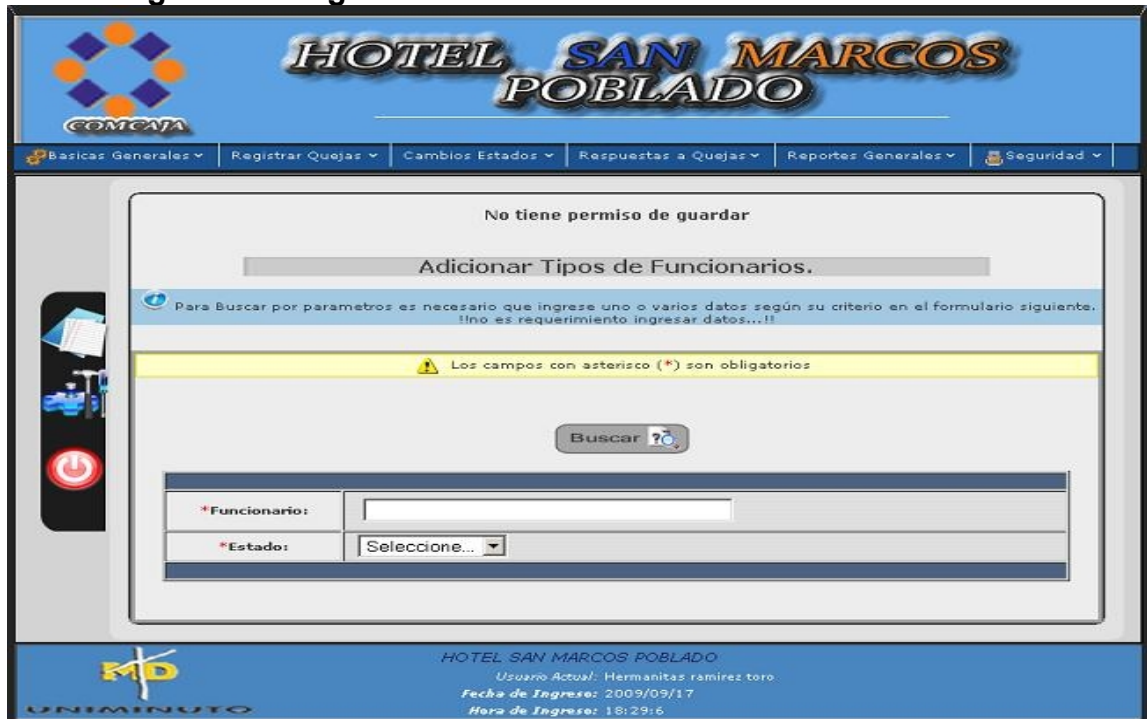 HOTEL SAN MARCOS
POBLADO
COMCAJA
Basicas Generales
Registrar Quejas
Cambios Estados
Respuestas a Quejas
Reportes Generales
Seguridad
No tiene permiso de guardar
Adicionar Tipos de Funcionarios.
Para Buscar por parametros es necesario que ingrese uno o varios datos según su criterio en el formulario siguiente.
!!no es requerimiento ingresar datos...!!
Los campos con asterisco (*) son obligatorios
Buscar
*Funcionario:
*Estado: Seleccione...
HOTEL SAN MARCOS POBLADO
Usuario Actual: Hermanitas ramirez toro
Fecha de Ingreso: 2009/09/17
Hora de Ingreso: 18:29:6
MD
UNIMINUTO